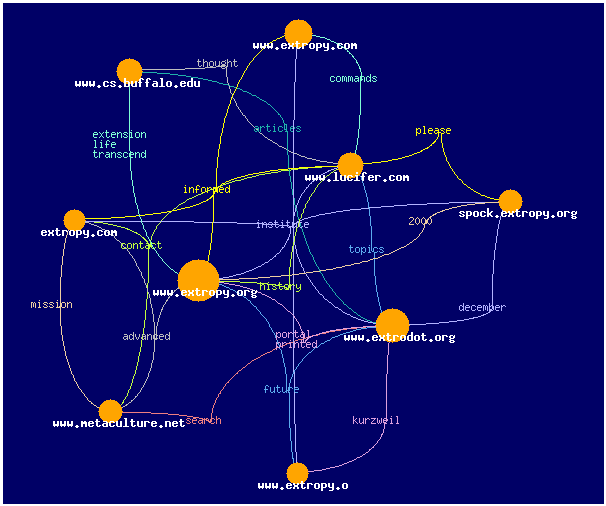 www.extropy.com
thought
commands
www.cs.buffalo.edu
articles
please
extension
life
transcend
www.lucifer.com
informed
spock.extropy.org
2000
institute
extropy.com
contact
topics
history
www.extropy.org
mission
december
portal
printed
advanced
www.extrodot.org
future
search
kurzweil
www.metaculture.net
www.extropy.o